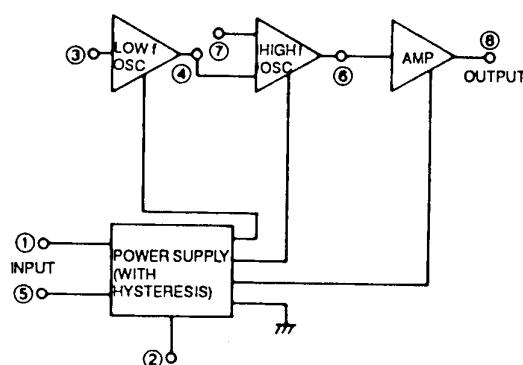 ③ LOW f
OSC
④
⑦
HIGH f
OSC
⑥
AMP
⑧
OUTPUT
①
INPUT
⑤
POWER SUPPLY
(WITH
HYSTERESIS)
②